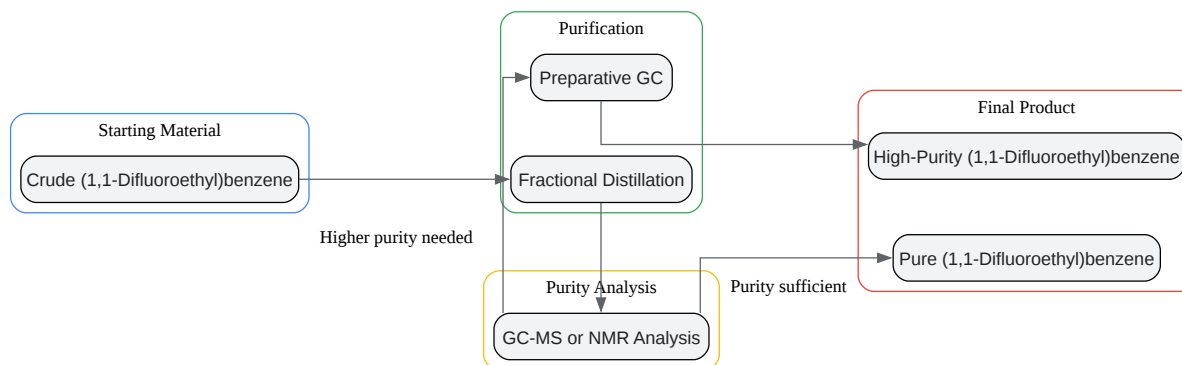 Purification
Preparative GC
Final Product
Starting Material
High-Purity (1,1-Difluoroethyl)benzene
Crude (1,1-Difluoroethyl)benzene
Fractional Distillation
Higher purity needed
Pure (1,1-Difluoroethyl)benzene
Purity Analysis
Purity sufficient
GC-MS or NMR Analysis